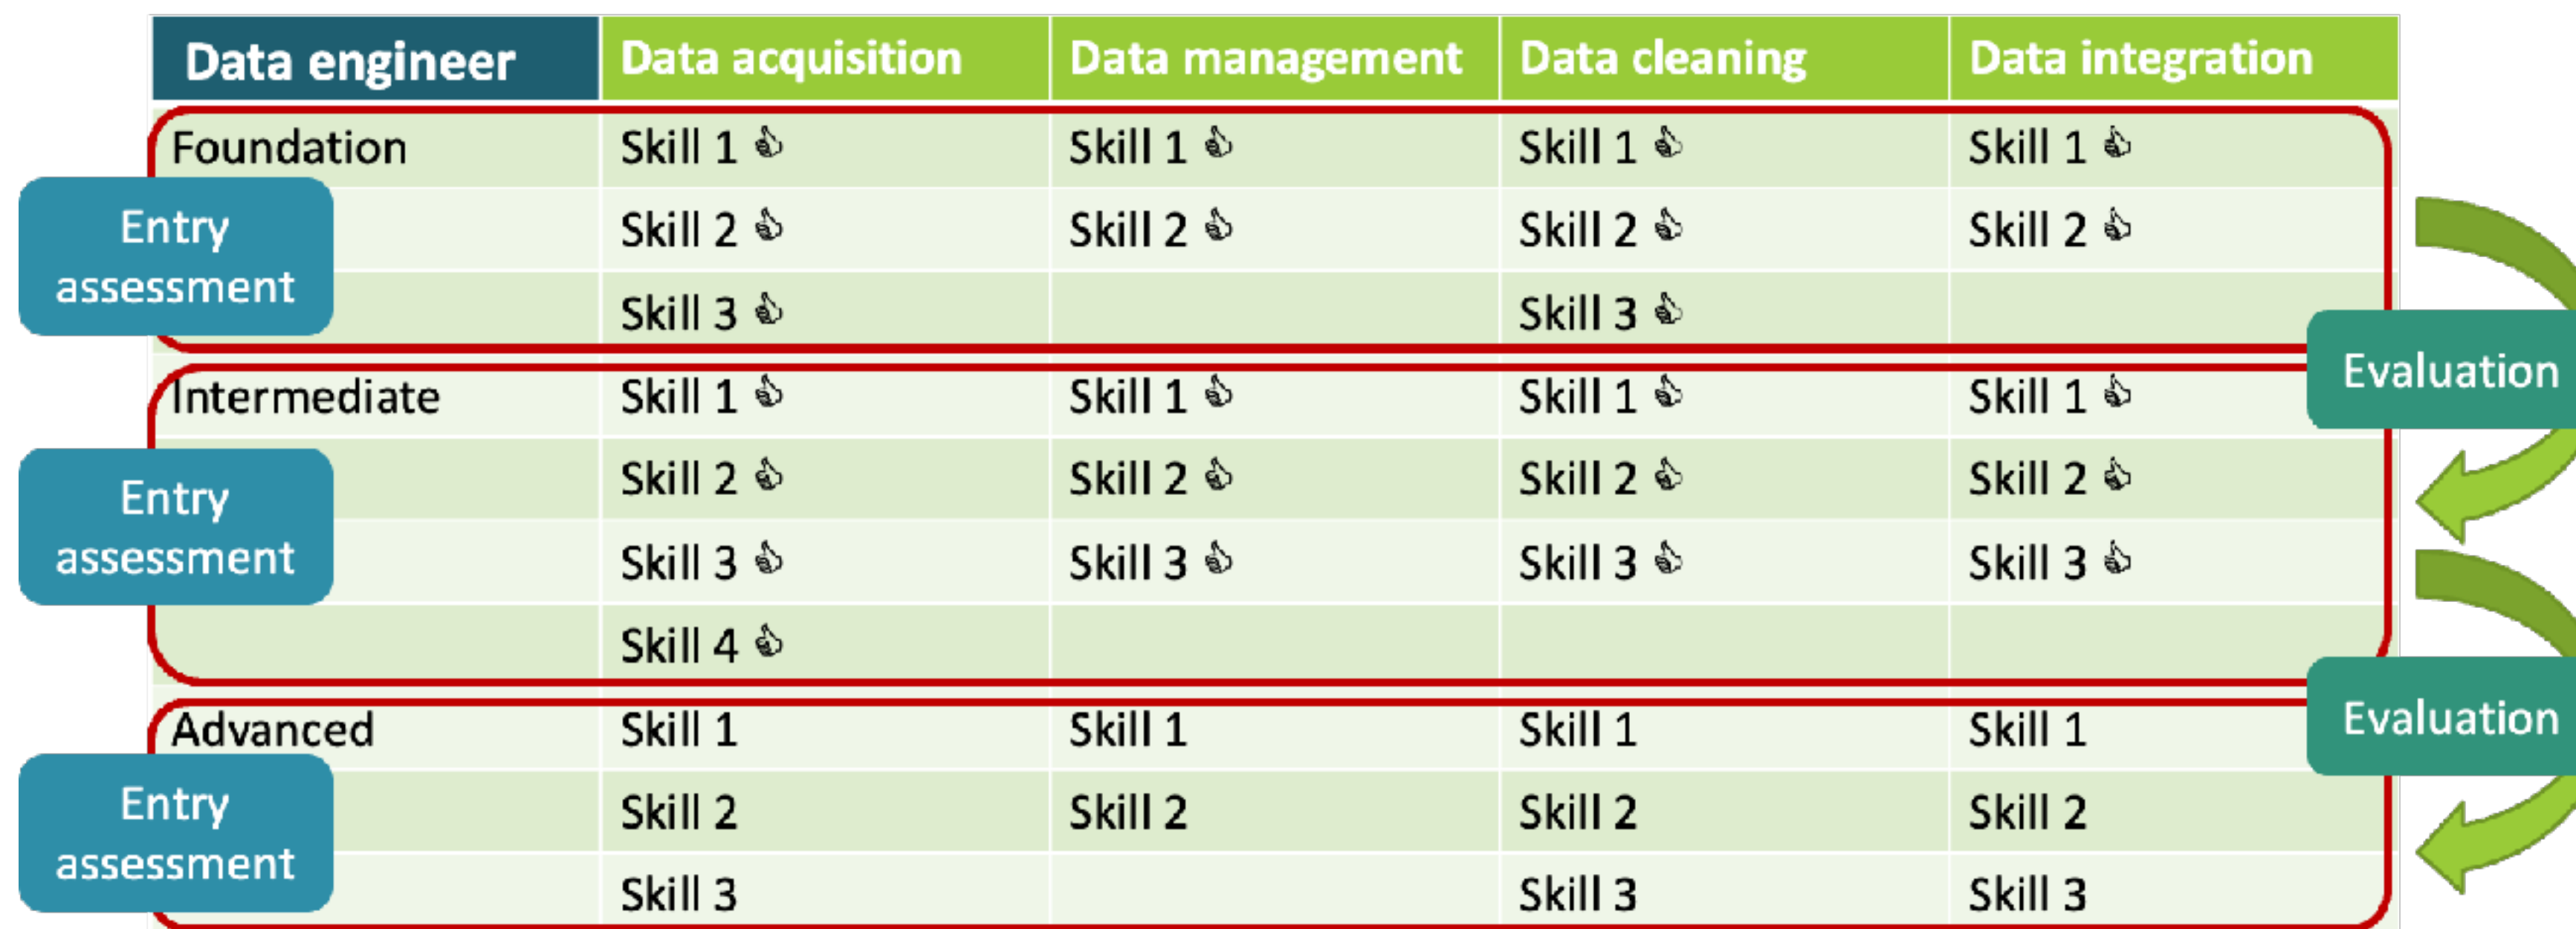 Data engineer Data acquisition Data management Data cleaning Data integration
Foundation Skill 1 👍 Skill 1 👍 Skill 1 👍 Skill 1 👍
Entry
assessment
Skill 2 👍 Skill 2 👍 Skill 2 👍 Skill 2 👍
Skill 3 👍 Skill 3 👍
Evaluation
Intermediate Skill 1 👍 Skill 1 👍 Skill 1 👍 Skill 1 👍
Entry
assessment
Skill 2 👍 Skill 2 👍 Skill 2 👍 Skill 2 👍
Skill 3 👍 Skill 3 👍 Skill 3 👍 Skill 3 👍
Skill 4 👍
Evaluation
Advanced Skill 1 Skill 1 Skill 1 Skill 1
Entry
assessment
Skill 2 Skill 2 Skill 2 Skill 2
Skill 3 Skill 3 Skill 3